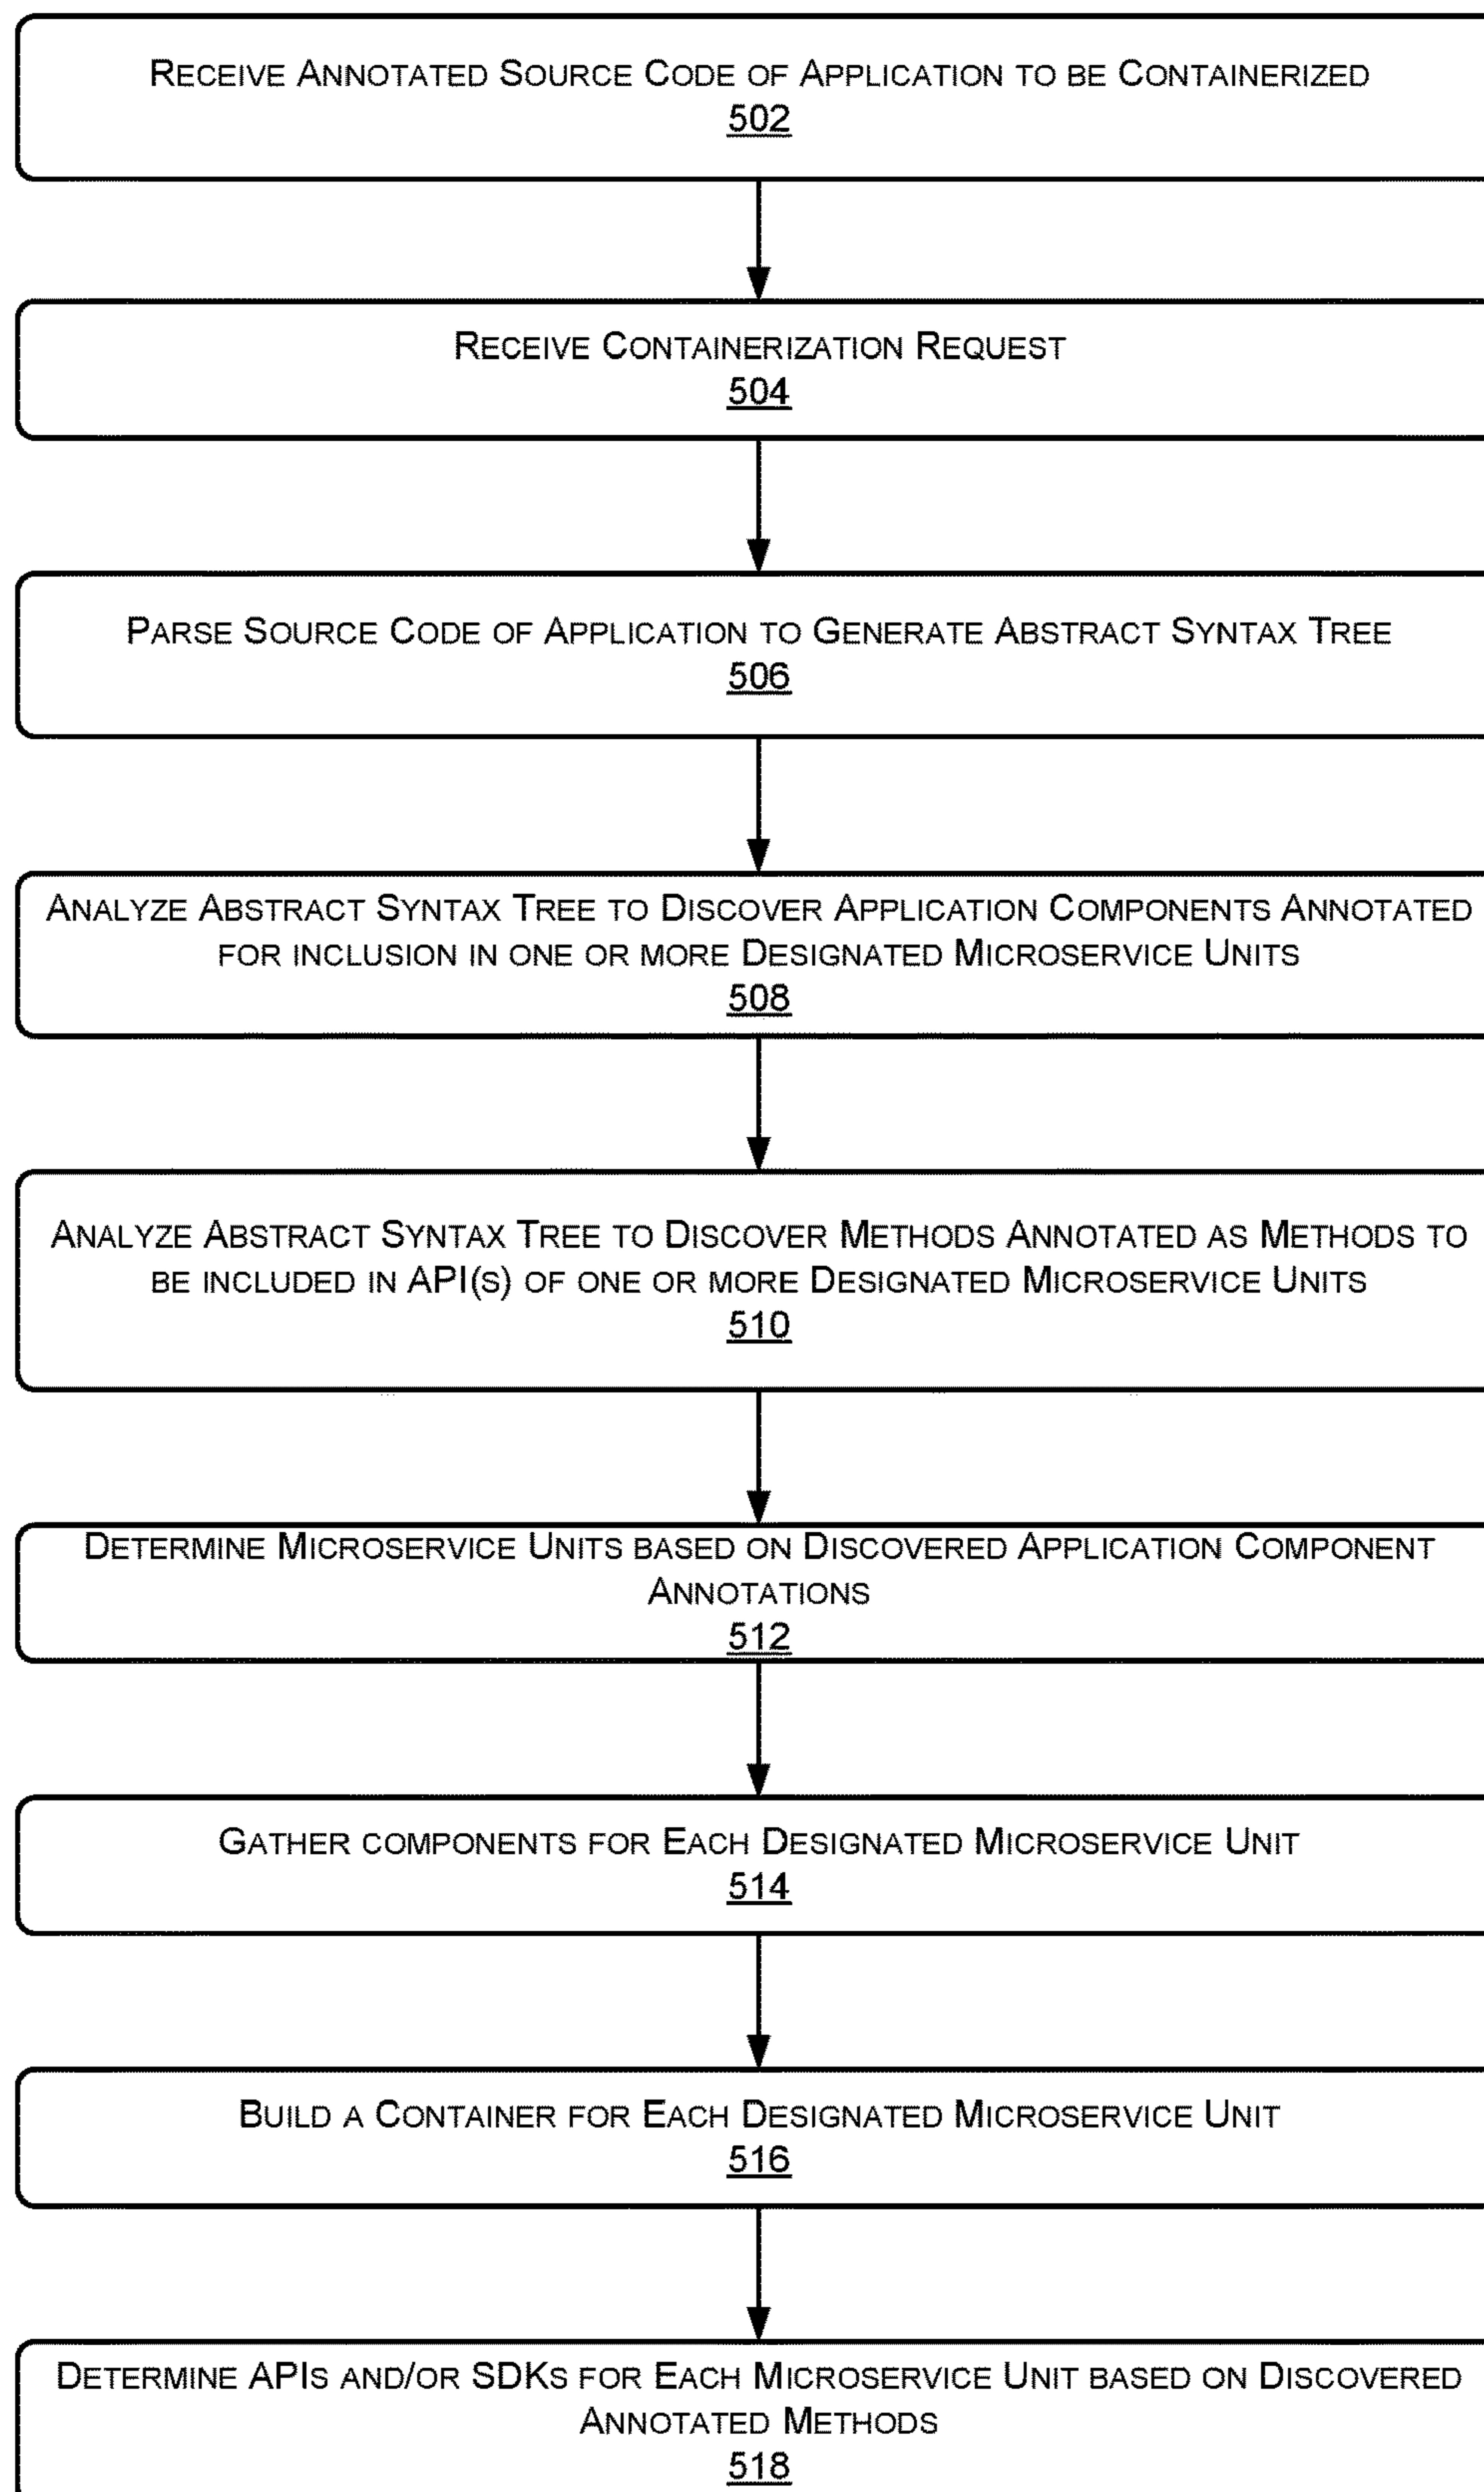 RECEIVE ANNOTATED SOURCE CODE OF APPLICATION TO BE CONTAINERIZED
502
RECEIVE CONTAINERIZATION REQUEST
504
PARSE SOURCE CODE OF APPLICATION TO GENERATE ABSTRACT SYNTAX TREE
506
ANALYZE ABSTRACT SYNTAX TREE TO DISCOVER APPLICATION COMPONENTS ANNOTATED
FOR INCLUSION IN ONE OR MORE DESIGNATED MICROSERVICE UNITS
508
ANALYZE ABSTRACT SYNTAX TREE TO DISCOVER METHODS ANNOTATED AS METHODS TO
BE INCLUDED IN API(S) OF ONE OR MORE DESIGNATED MICROSERVICE UNITS
510
DETERMINE MICROSERVICE UNITS BASED ON DISCOVERED APPLICATION COMPONENT
ANNOTATIONS
512
GATHER COMPONENTS FOR EACH DESIGNATED MICROSERVICE UNIT
514
BUILD A CONTAINER FOR EACH DESIGNATED MICROSERVICE UNIT
516
DETERMINE APIS AND/OR SDKS FOR EACH MICROSERVICE UNIT BASED ON DISCOVERED
ANNOTATED METHODS
518